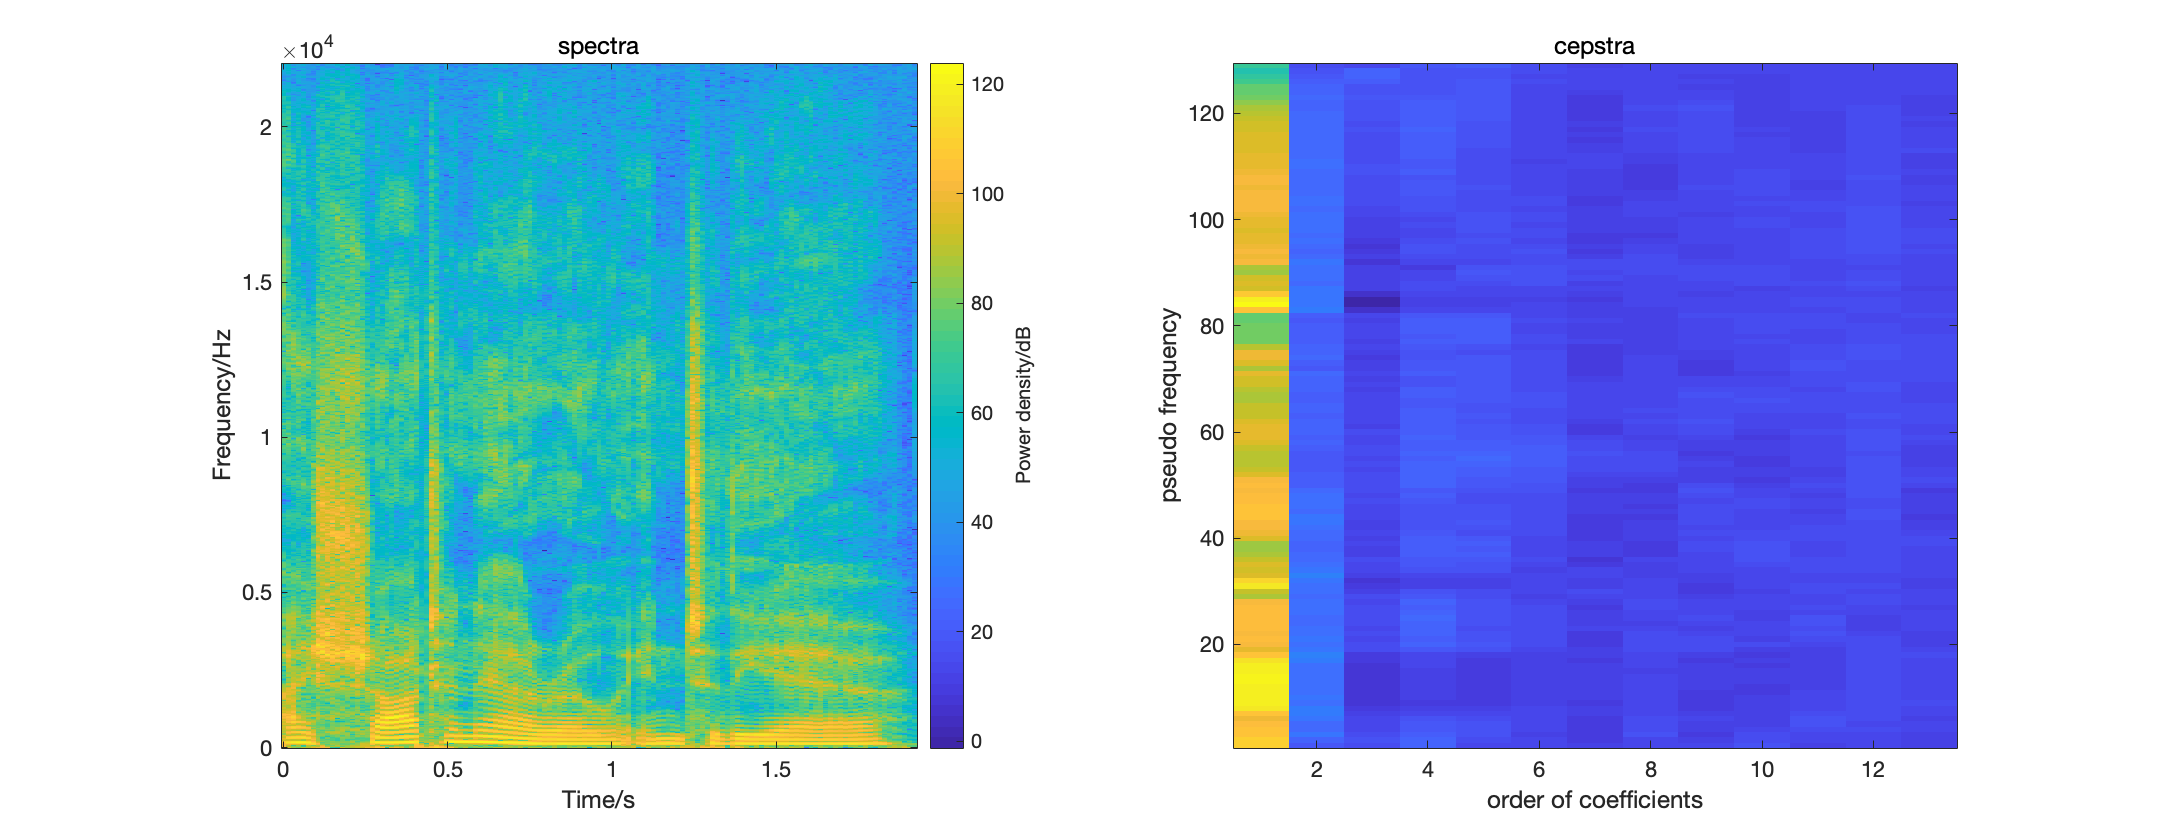 spectra
×10⁴
2
1.5
1
0.5
0
0 0.5 1 1.5
Time/s
Frequency/Hz
120
100
80
60
40
20
0
Power density/dB
cepstra
120
100
80
60
40
20
2 4 6 8 10 12
order of coefficients
pseudo frequency